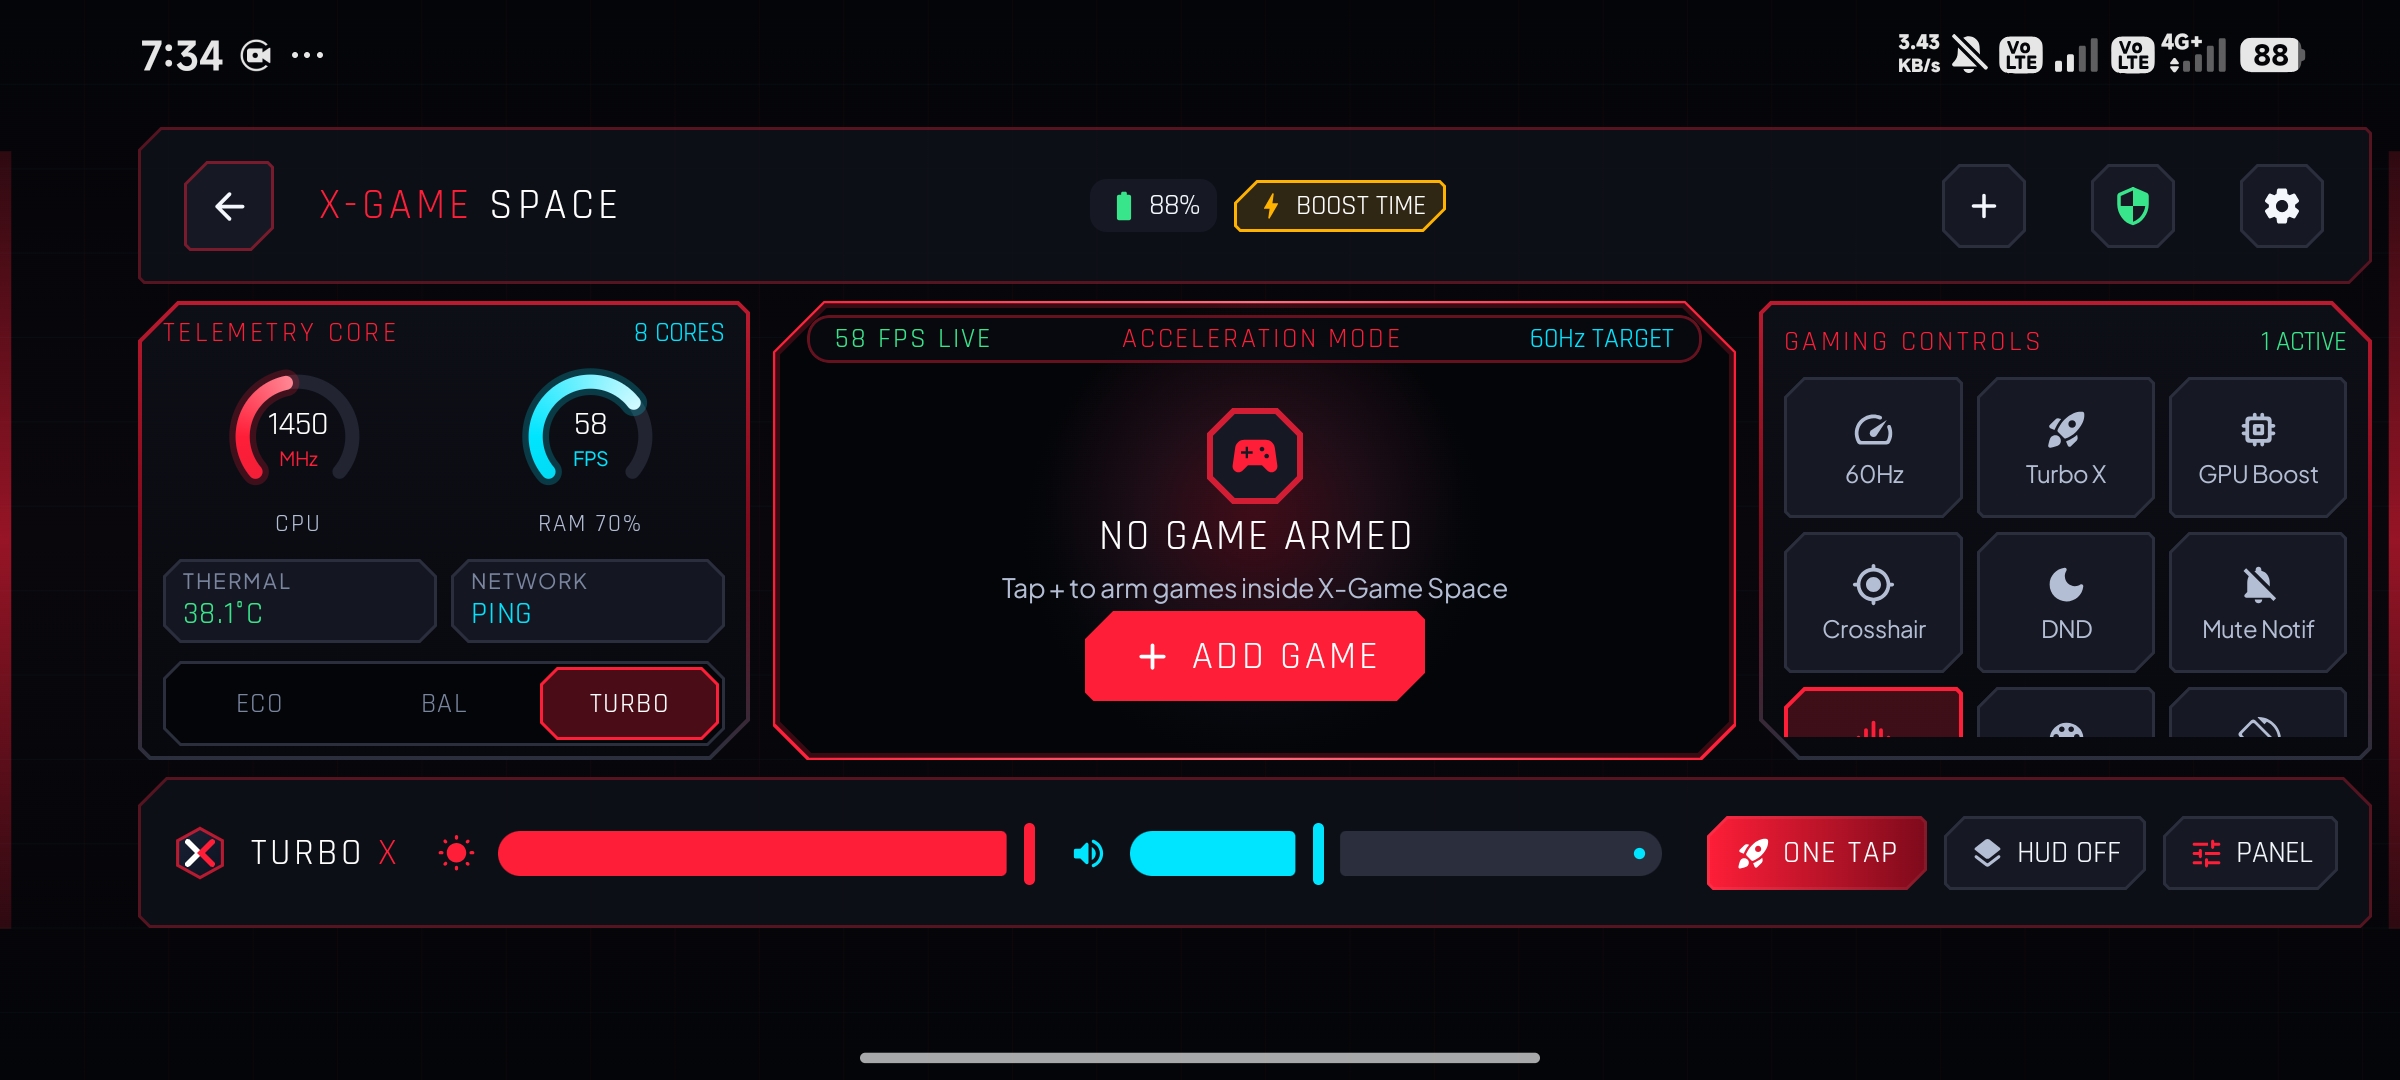 7:34
3.43
KB/s
Vo
LTE
Vo
LTE
4G+
88
X-GAME SPACE
88%
BOOST TIME
TELEMETRY CORE
8 CORES
1450
MHz
CPU
58
FPS
RAM 70%
THERMAL
38.1°C
NETWORK
PING
ECO
BAL
TURBO
58 FPS LIVE
ACCELERATION MODE
60Hz TARGET
NO GAME ARMED
Tap + to arm games inside X-Game Space
+ ADD GAME
GAMING CONTROLS
1 ACTIVE
60Hz
Turbo X
GPU Boost
Crosshair
DND
Mute Notif
TURBO X
ONE TAP
HUD OFF
PANEL